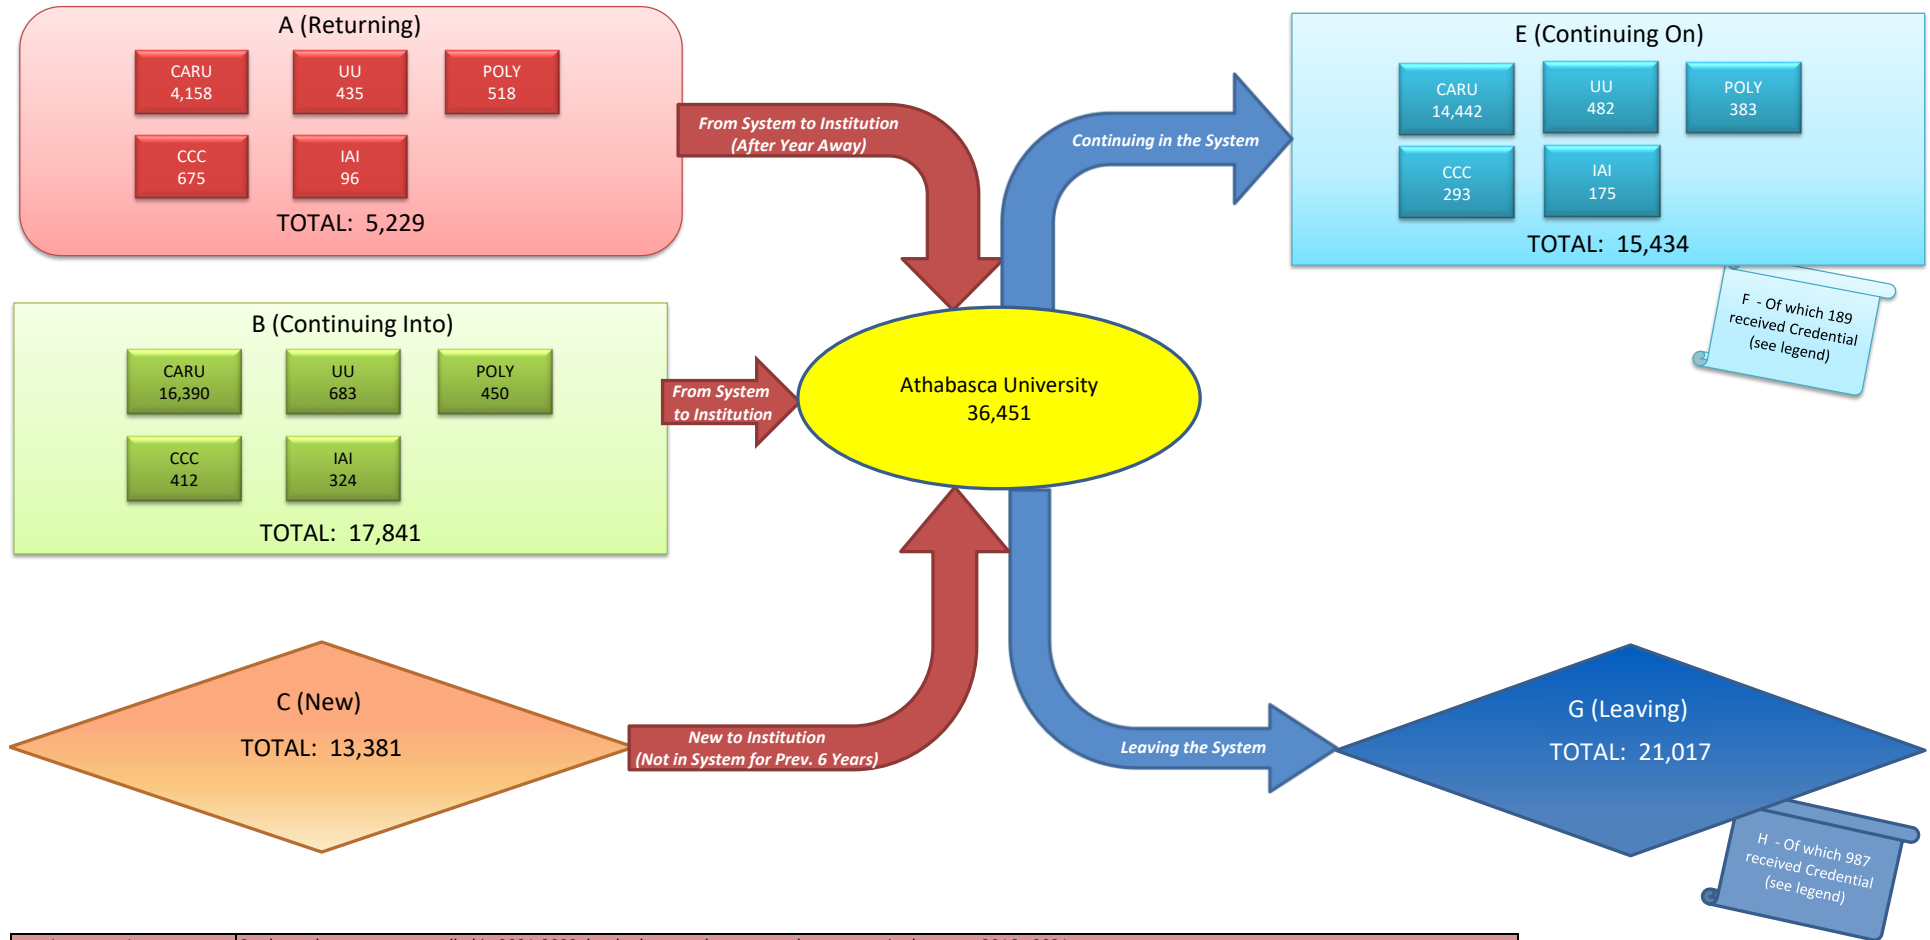 A (Returning)
CARU
4,158
UU
435
POLY
518
CCC
675
IAI
96
TOTAL: 5,229
From System to Institution
(After Year Away)
B (Continuing Into)
CARU
16,390
UU
683
POLY
450
CCC
412
IAI
324
TOTAL: 17,841
From System
to Institution
C (New)
TOTAL: 13,381
New to Institution
(Not in System for Prev. 6 Years)
Athabasca University
36,451
Continuing in the System
E (Continuing On)
CARU
14,442
UU
482
POLY
383
CCC
293
IAI
175
TOTAL: 15,434
F - Of which 189
received Credential
(see legend)
Leaving the System
G (Leaving)
TOTAL: 21,017
H - Of which 987
received Credential
(see legend)